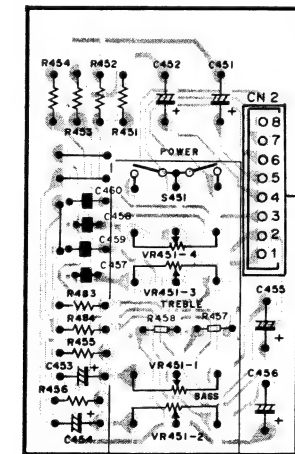 R454 R452 C452 C451
CN 2
R453 R451
8
7
6
5
4
3
2
1
POWER
S451
C460
C458
C459
C457
VR451-4
VR451-3
TREBLE
R483
R484
R458 R457
R455
C453
R456
C454
VR451-1
BASS
VR451-2
C455
C456